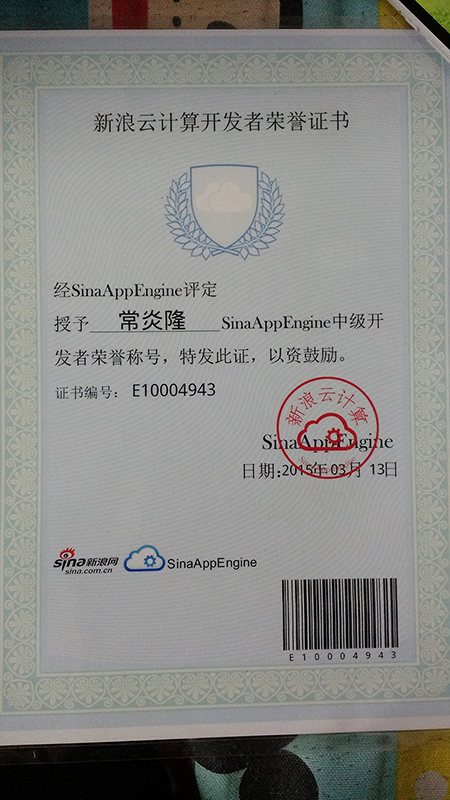 新浪云计算开发者荣誉证书
经SinaAppEngine评定
授予 常炎隆 SinaAppEngine中级开
发者荣誉称号，特发此证，以资鼓励。
证书编号： E10004943
新浪云计算
SinaAppEngine
日期:2015年 03月 13日
sina新浪网
sina.com.cn
SinaAppEngine
E10004943